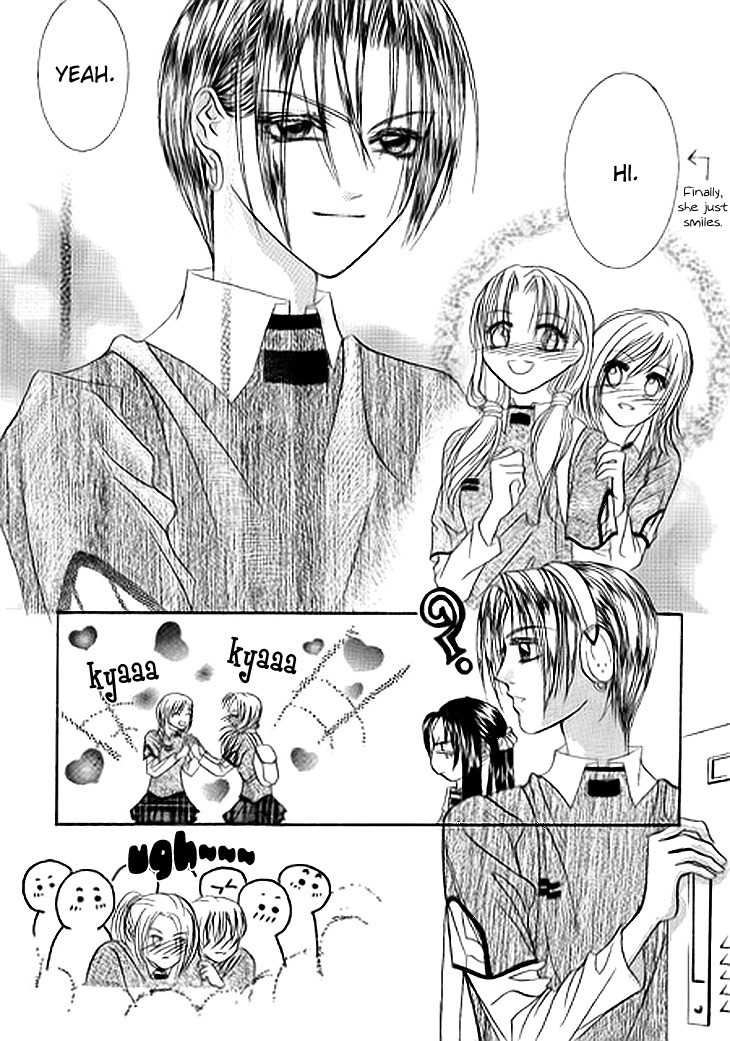 YEAH.
HI.
Finally,
she just
smiles.
?
kyaaa
kyaaa
ugh~~~